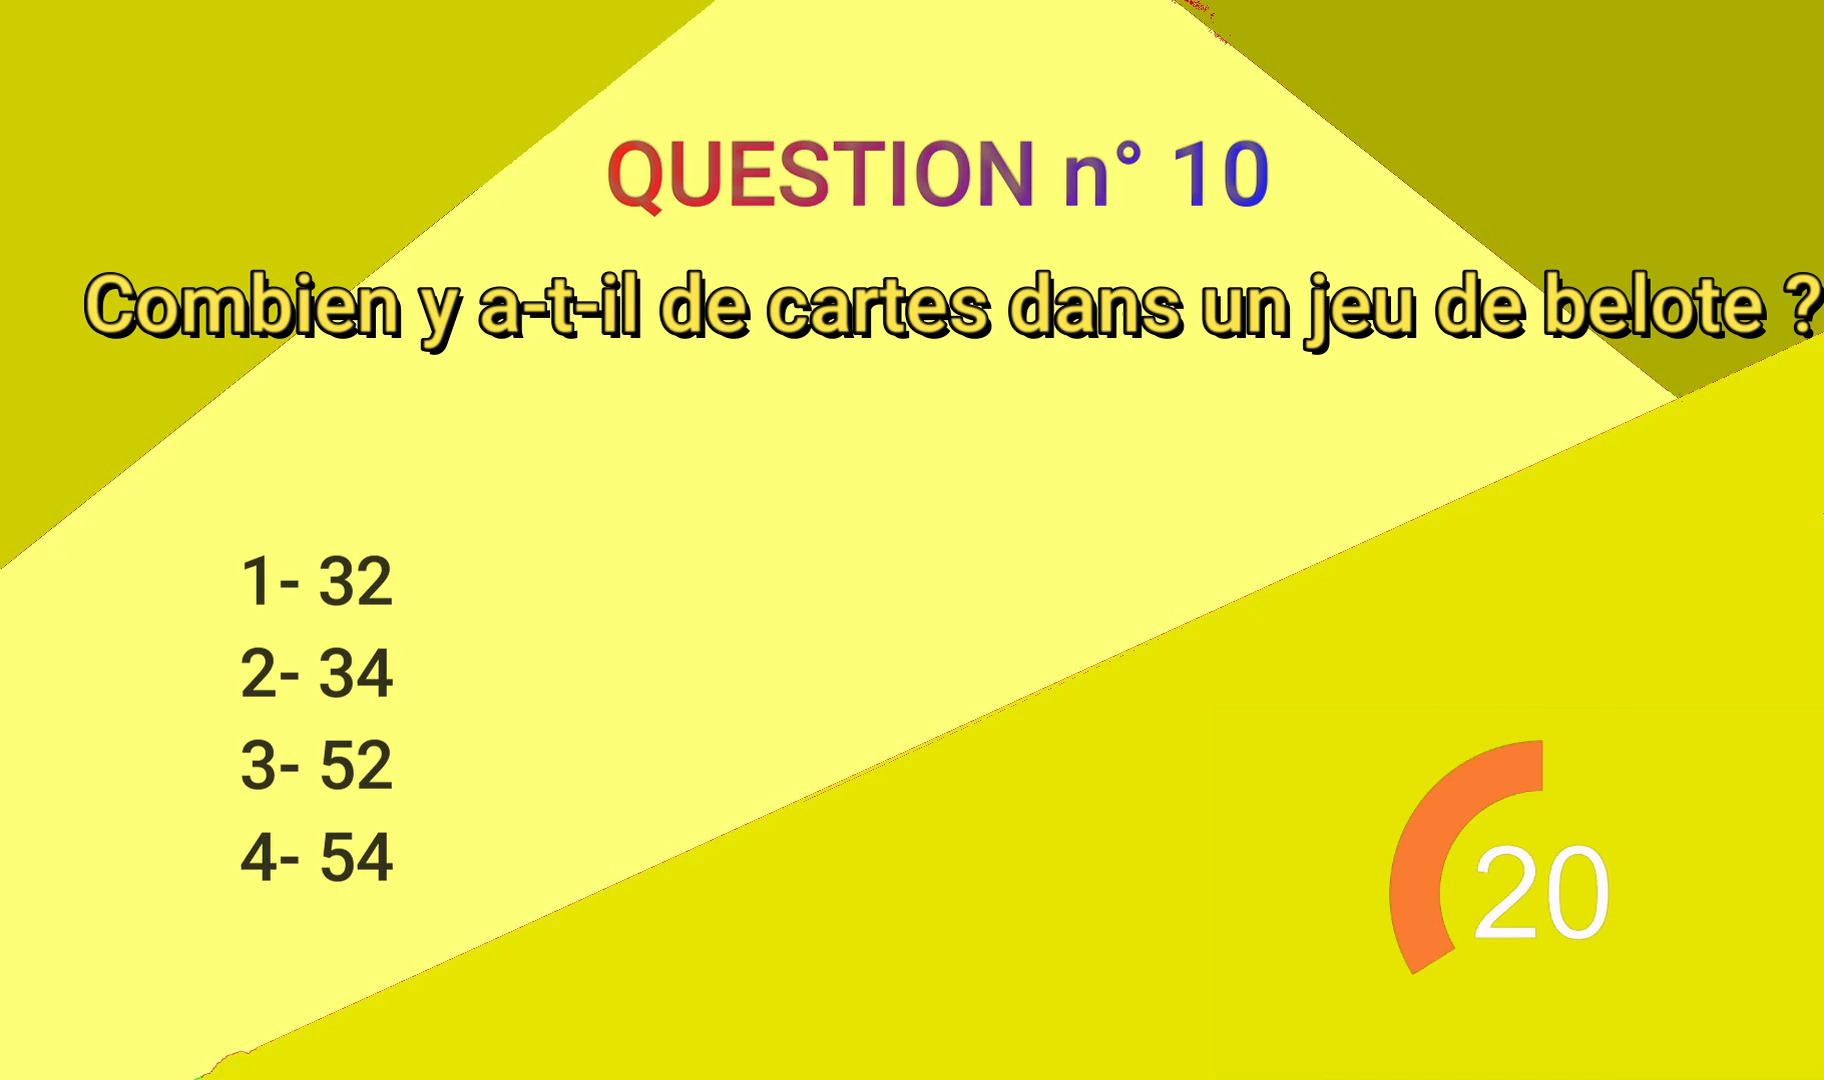 QUESTION n° 10
Combien y a-t-il de cartes dans un jeu de belote ?
1- 32
2- 34
3- 52
4- 54
20